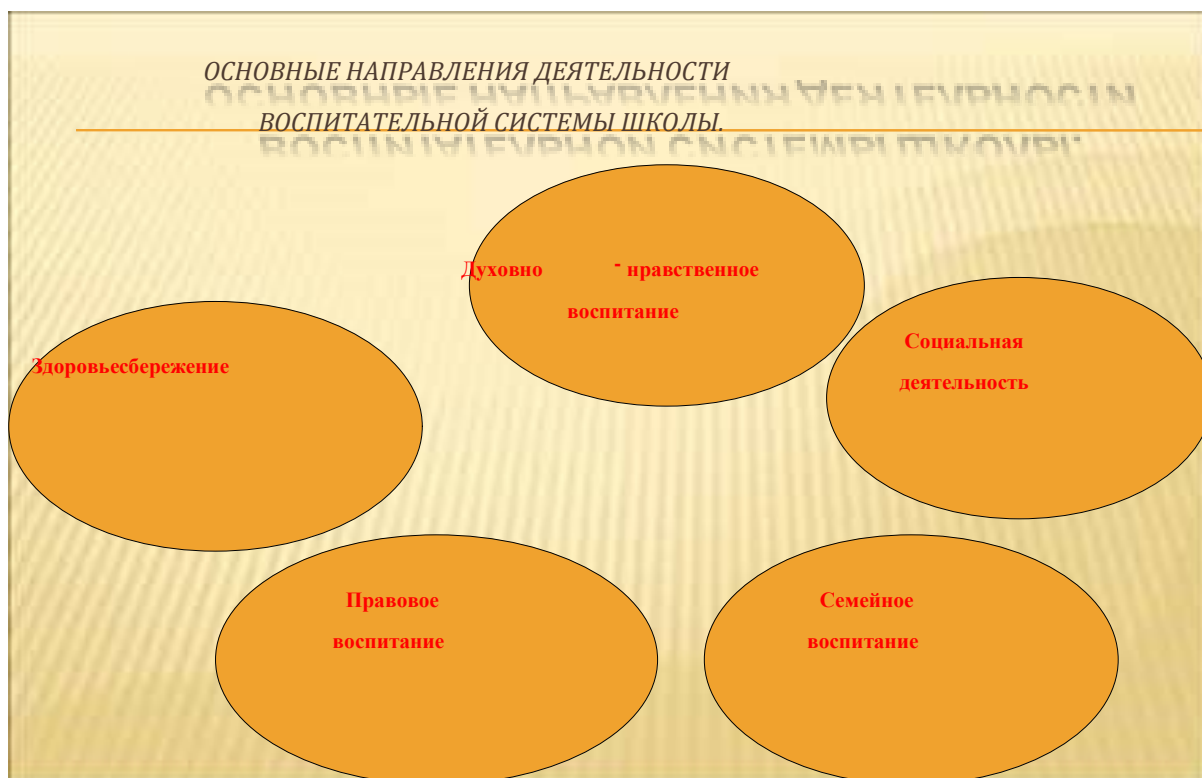 ОСНОВНЫЕ НАПРАВЛЕНИЯ ДЕЯТЕЛЬНОСТИ
ВОСПИТАТЕЛЬНОЙ СИСТЕМЫ ШКОЛЫ.
Духовно - нравственное
воспитание
Здоровьесбережение
Социальная
деятельность
Правовое
воспитание
Семейное
воспитание